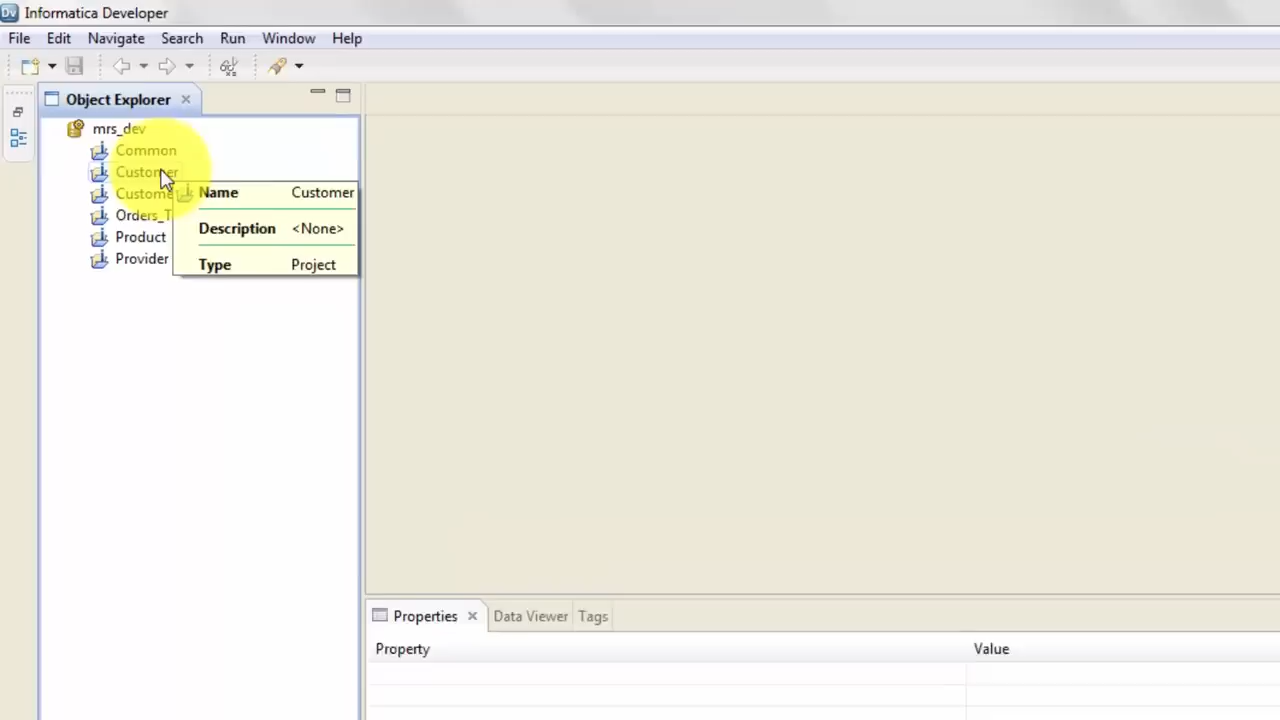 Informatica Developer
File Edit Navigate Search Run Window Help
Object Explorer
mrs_dev
Common
Customer
Name Customer
Description <None>
Product
Provider
Type Project
Properties Data Viewer Tags
Property Value